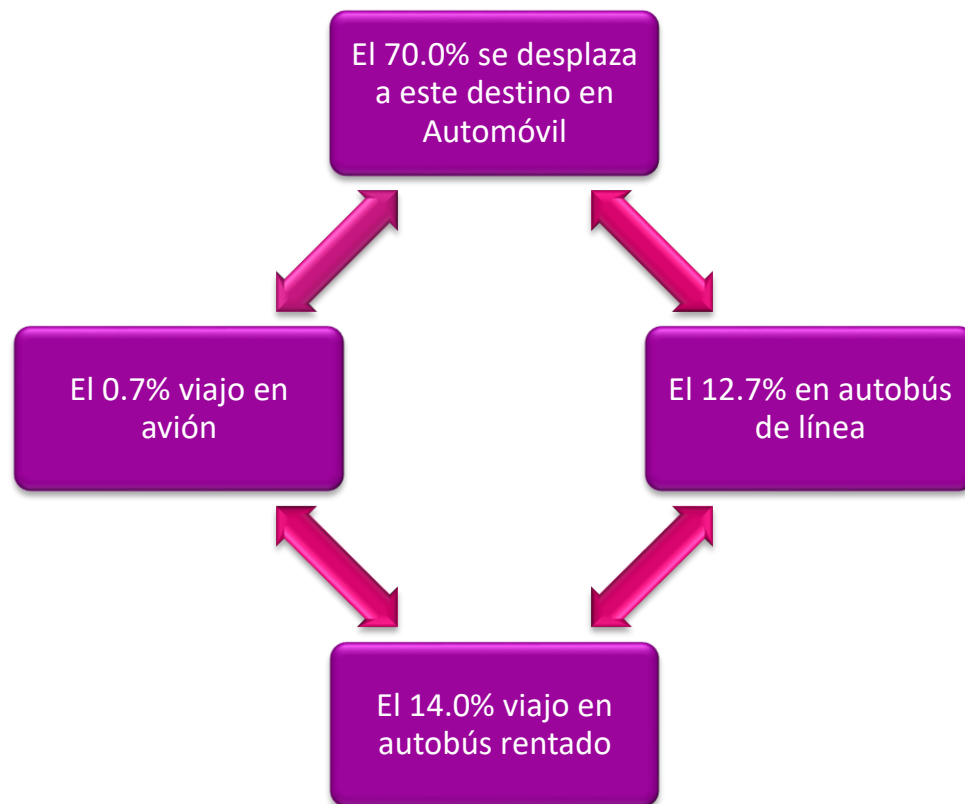 El 70.0% se desplaza
a este destino en
Automóvil
El 0.7% viajo en
avión
El 12.7% en autobús
de línea
El 14.0% viajo en
autobús rentado